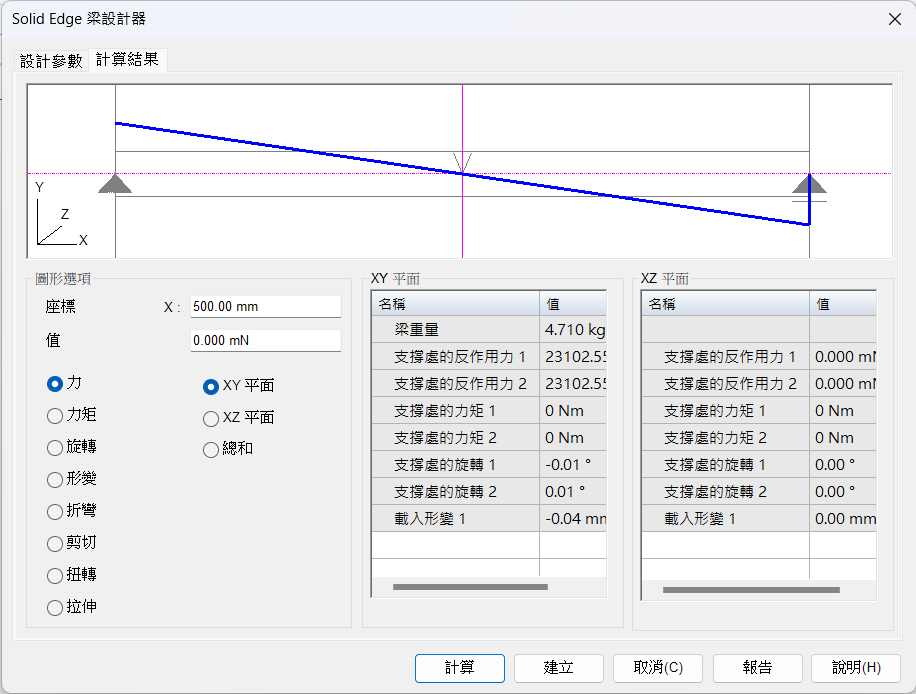 Solid Edge 梁設計器
設計參數 計算結果
Y
Z
X
圖形選項
座標 X : 500.00 mm
值 0.000 mN
力
力矩
旋轉
形變
折彎
剪切
扭轉
拉伸
XY 平面
XZ 平面
總和
XY 平面
名稱 值
梁重量 4.710 kg
支撐處的反作用力 1 23102.55
支撐處的反作用力 2 23102.55
支撐處的力矩 1 0 Nm
支撐處的力矩 2 0 Nm
支撐處的旋轉 1 -0.01 °
支撐處的旋轉 2 0.01 °
載入形變 1 -0.04 mm
XZ 平面
名稱 值
支撐處的反作用力 1 0.000 mN
支撐處的反作用力 2 0.000 mN
支撐處的力矩 1 0 Nm
支撐處的力矩 2 0 Nm
支撐處的旋轉 1 0.00 °
支撐處的旋轉 2 0.00 °
載入形變 1 0.00 mm
計算 建立 取消(C) 報告 說明(H)